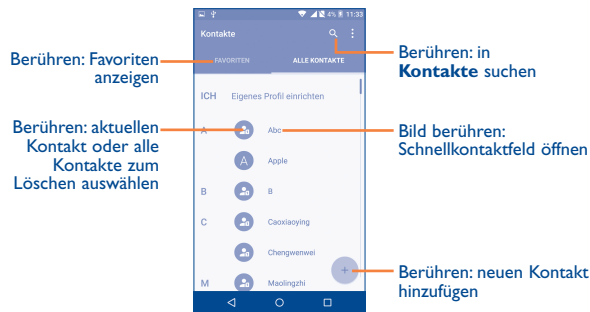 4% 11:33
Kontakte
FAVORITEN
ALLE KONTAKTE
ICH
Eigenes Profil einrichten
A
Abc
A
Apple
B
B
C
Caoxiaoying
Chengwenwei
M
Maolingzhi
Berühren: Favoriten
anzeigen
Berühren: aktuellen
Kontakt oder alle
Kontakte zum
Löschen auswählen
Berühren: in
Kontakte suchen
Bild berühren:
Schnellkontaktfeld öffnen
Berühren: neuen Kontakt
hinzufügen